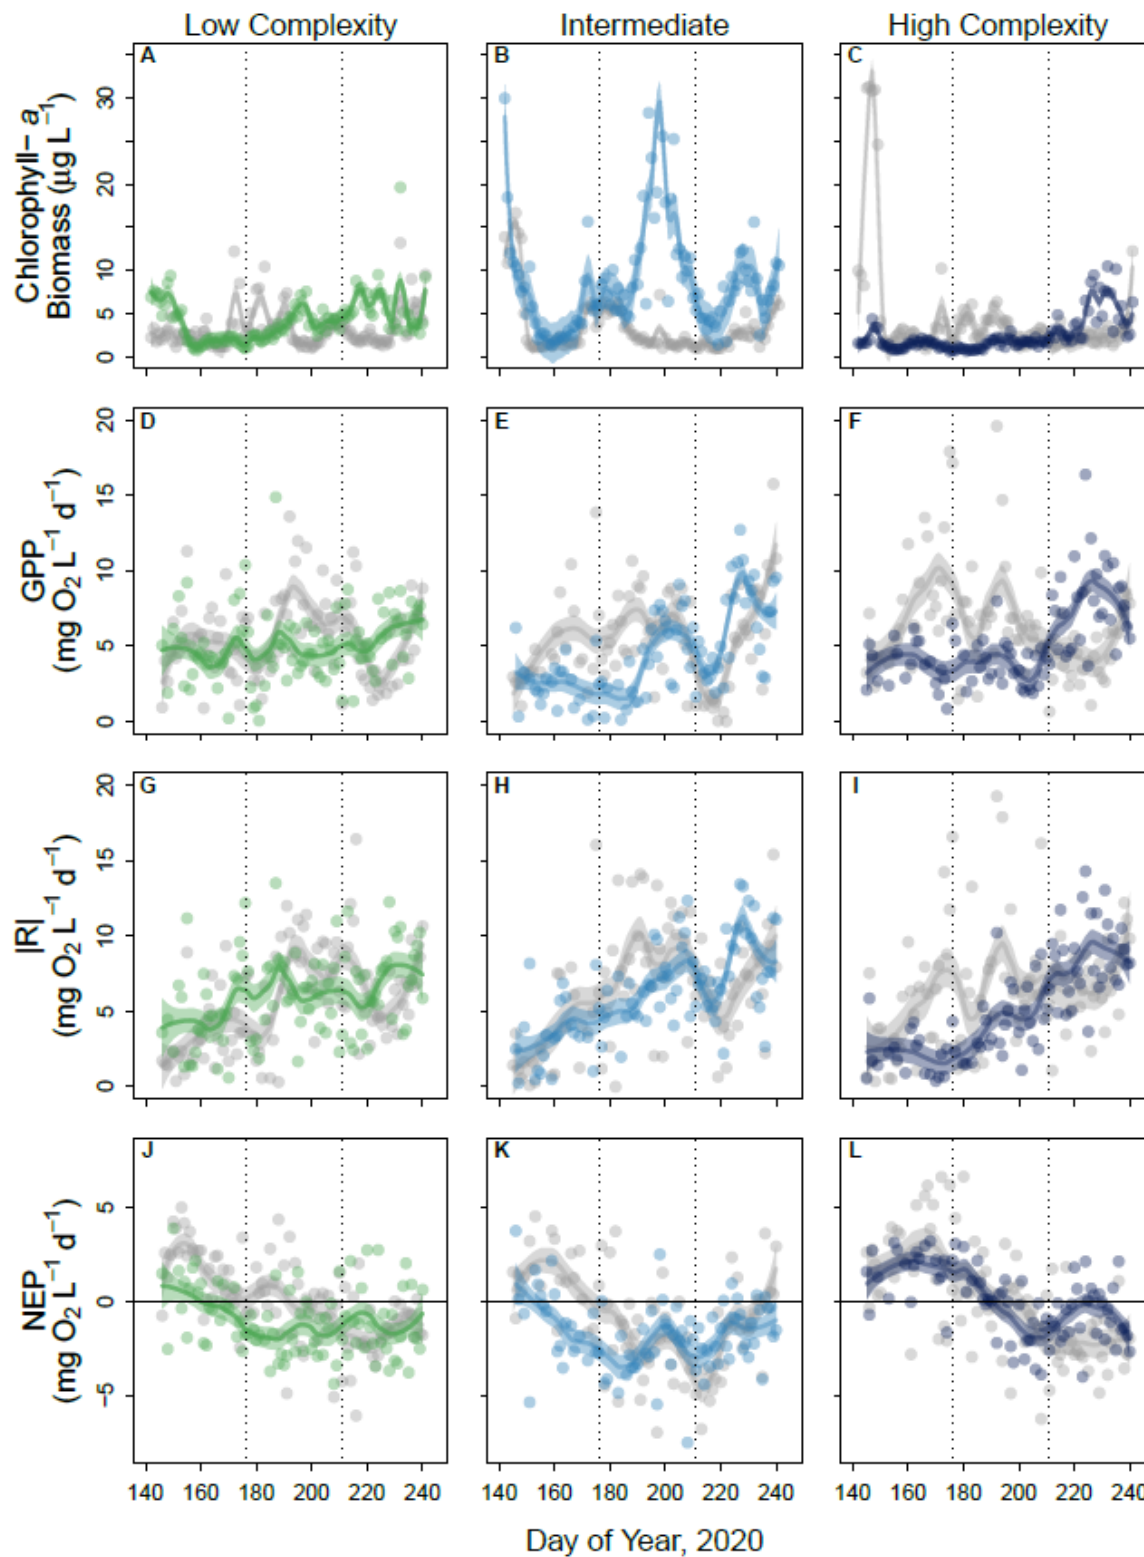 Low Complexity Intermediate High Complexity
A B C
Chlorophyll− a
Biomass (μg L−1)
0 5 10 20 30
D E F
GPP
(mg O2 L−1 d−1)
0 5 10 15 20
G H I
|R|
(mg O2 L−1 d−1)
0 5 10 15 20
J K L
NEP
(mg O2 L−1 d−1)
−5 0 5
140 160 180 200 220 240 140 160 180 200 220 240 140 160 180 200 220 240
Day of Year, 2020